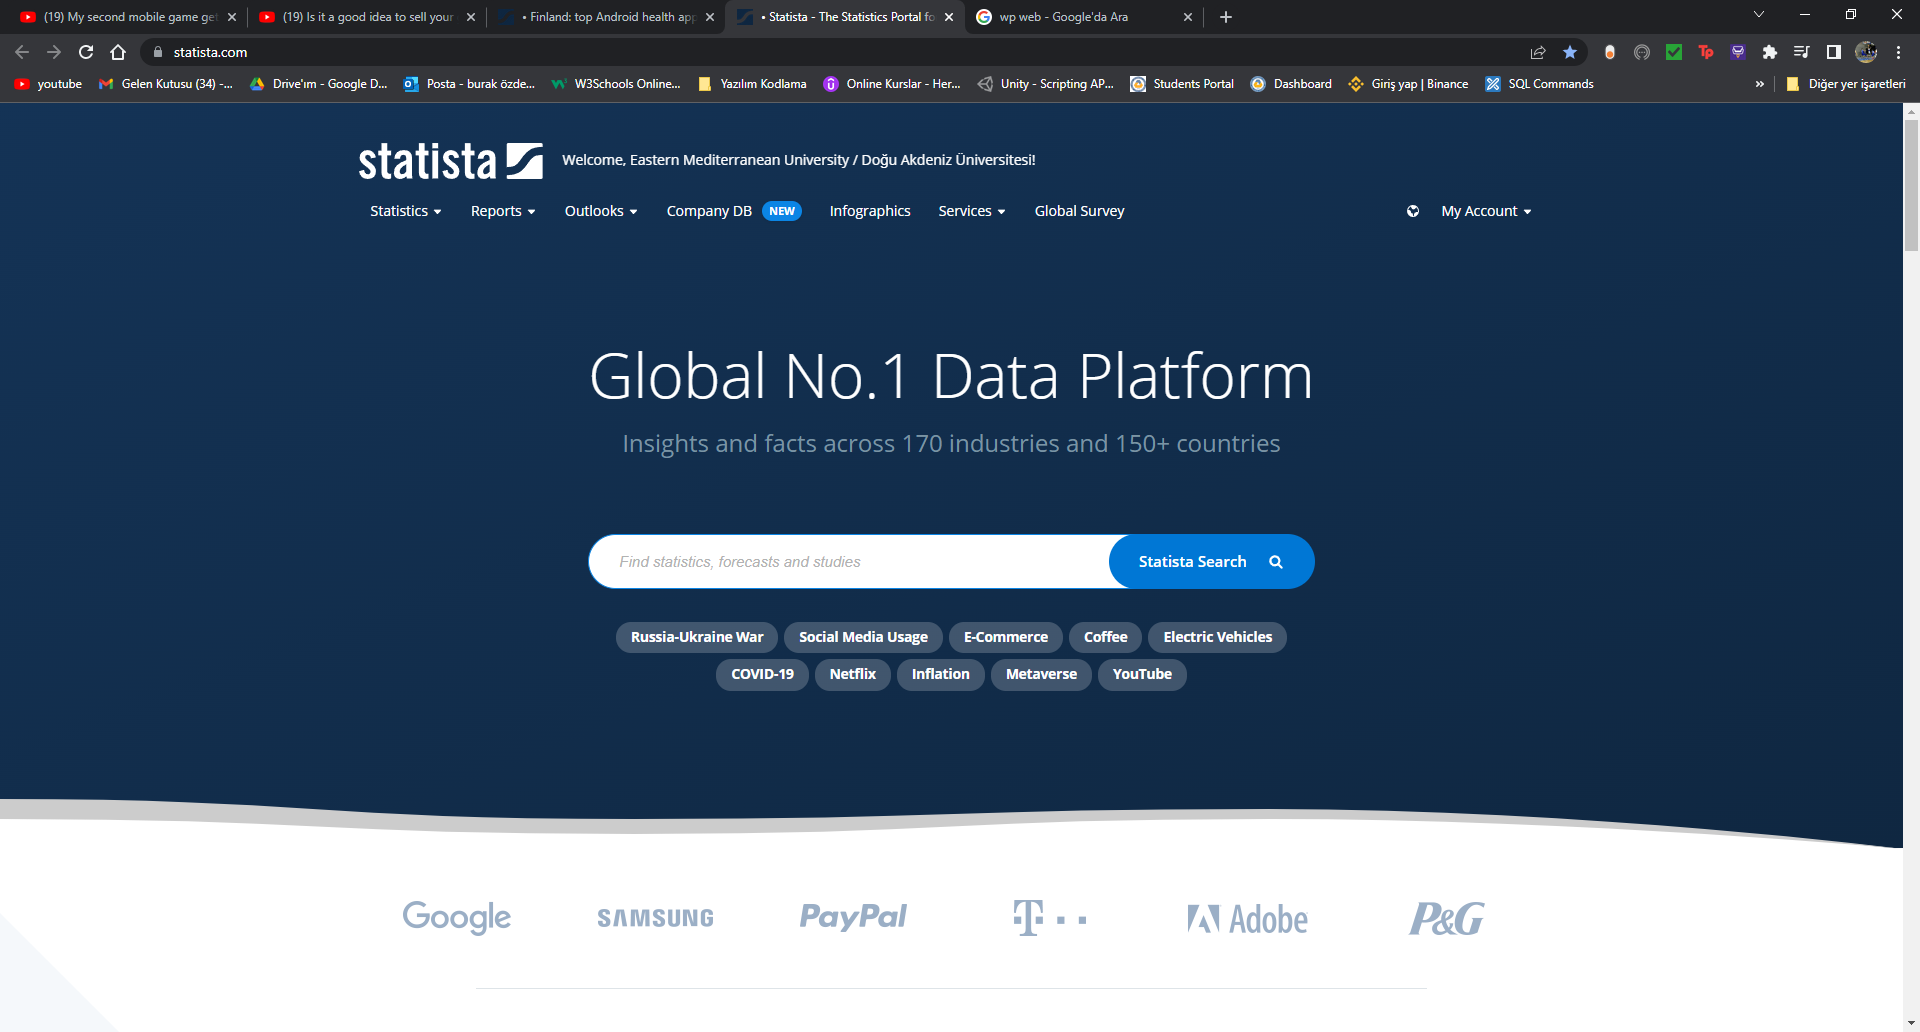 (19) My second mobile game get
(19) Is it a good idea to sell your
• Finland: top Android health app
• Statista - The Statistics Portal fo
wp web - Google'da Ara
statista.com
youtube
Gelen Kutusu (34) -...
Drive'ım - Google D...
Posta - burak özde...
W3Schools Online...
Yazılım Kodlama
Online Kurslar - Her...
Unity - Scripting AP...
Students Portal
Dashboard
Giriş yap | Binance
SQL Commands
»
Diğer yer işaretleri
statista
Welcome, Eastern Mediterranean University / Doğu Akdeniz Üniversitesi!
Statistics
Reports
Outlooks
Company DB NEW
Infographics
Services
Global Survey
My Account
Global No.1 Data Platform
Insights and facts across 170 industries and 150+ countries
Find statistics, forecasts and studies
Statista Search
Russia-Ukraine War
Social Media Usage
E-Commerce
Coffee
Electric Vehicles
COVID-19
Netflix
Inflation
Metaverse
YouTube
Google
SAMSUNG
PayPal
T
Adobe
P&G